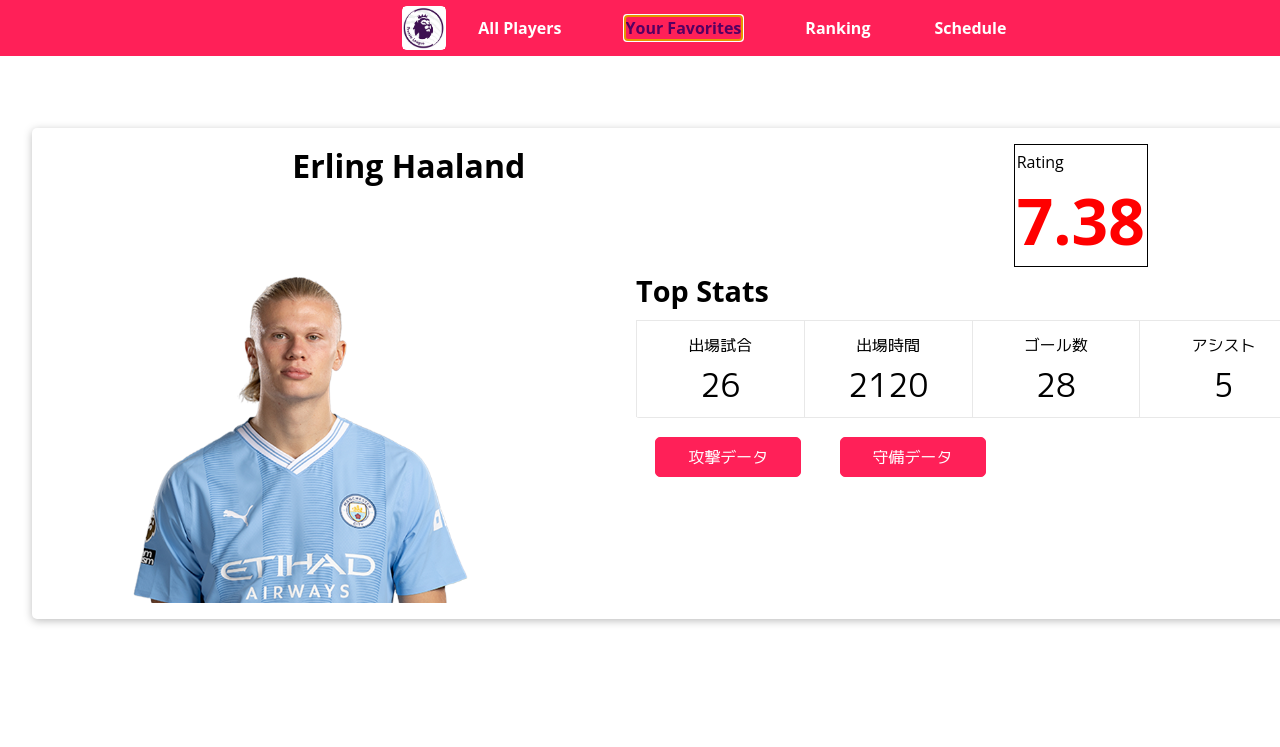 All Players
Your Favorites
Ranking
Schedule
Erling Haaland
Rating
7.38
Top Stats
出場試合
出場時間
ゴール数
アシスト
26
2120
28
5
攻撃データ
守備データ
ETIHAD
AIRWAYS